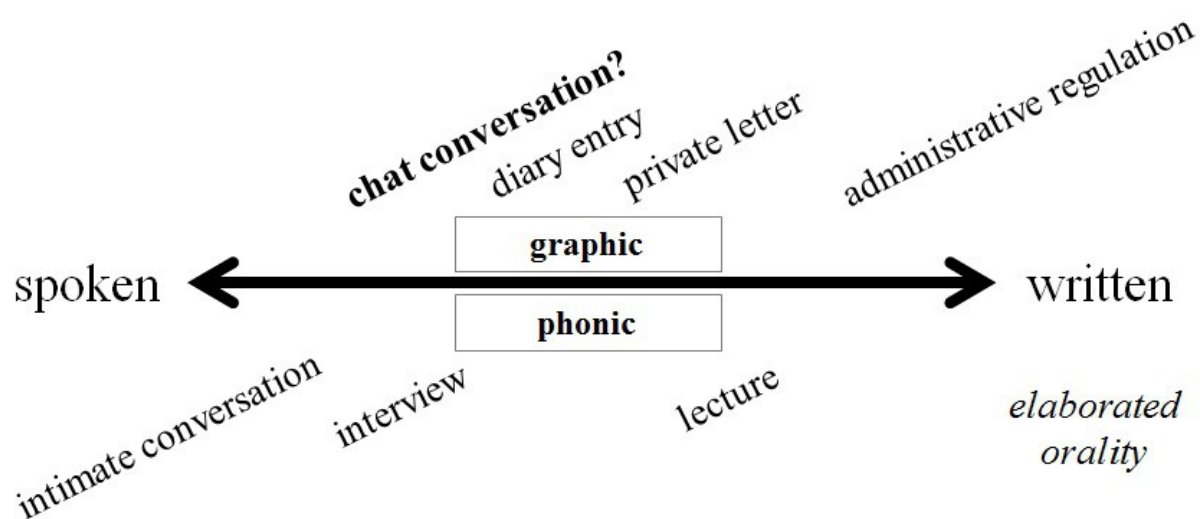 chat conversation?
diary entry
private letter
administrative regulation
graphic
spoken
written
phonic
intimate conversation
interview
lecture
elaborated
orality